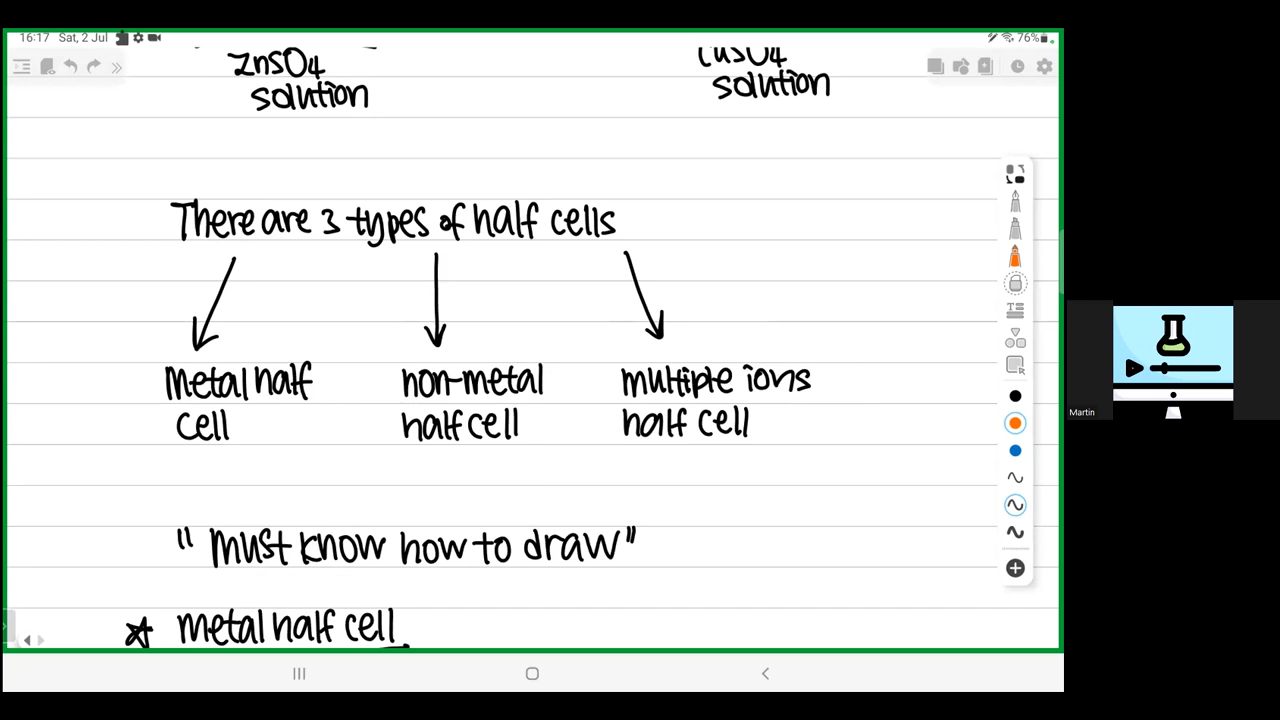 16:17 Sat, 2 Jul 76%
ZnSO4 CuSO4
solution solution
There are 3 types of half cells
Metal half non-metal multiple ions
cell half cell half cell
" must know how to draw "
metal half cell
Martin